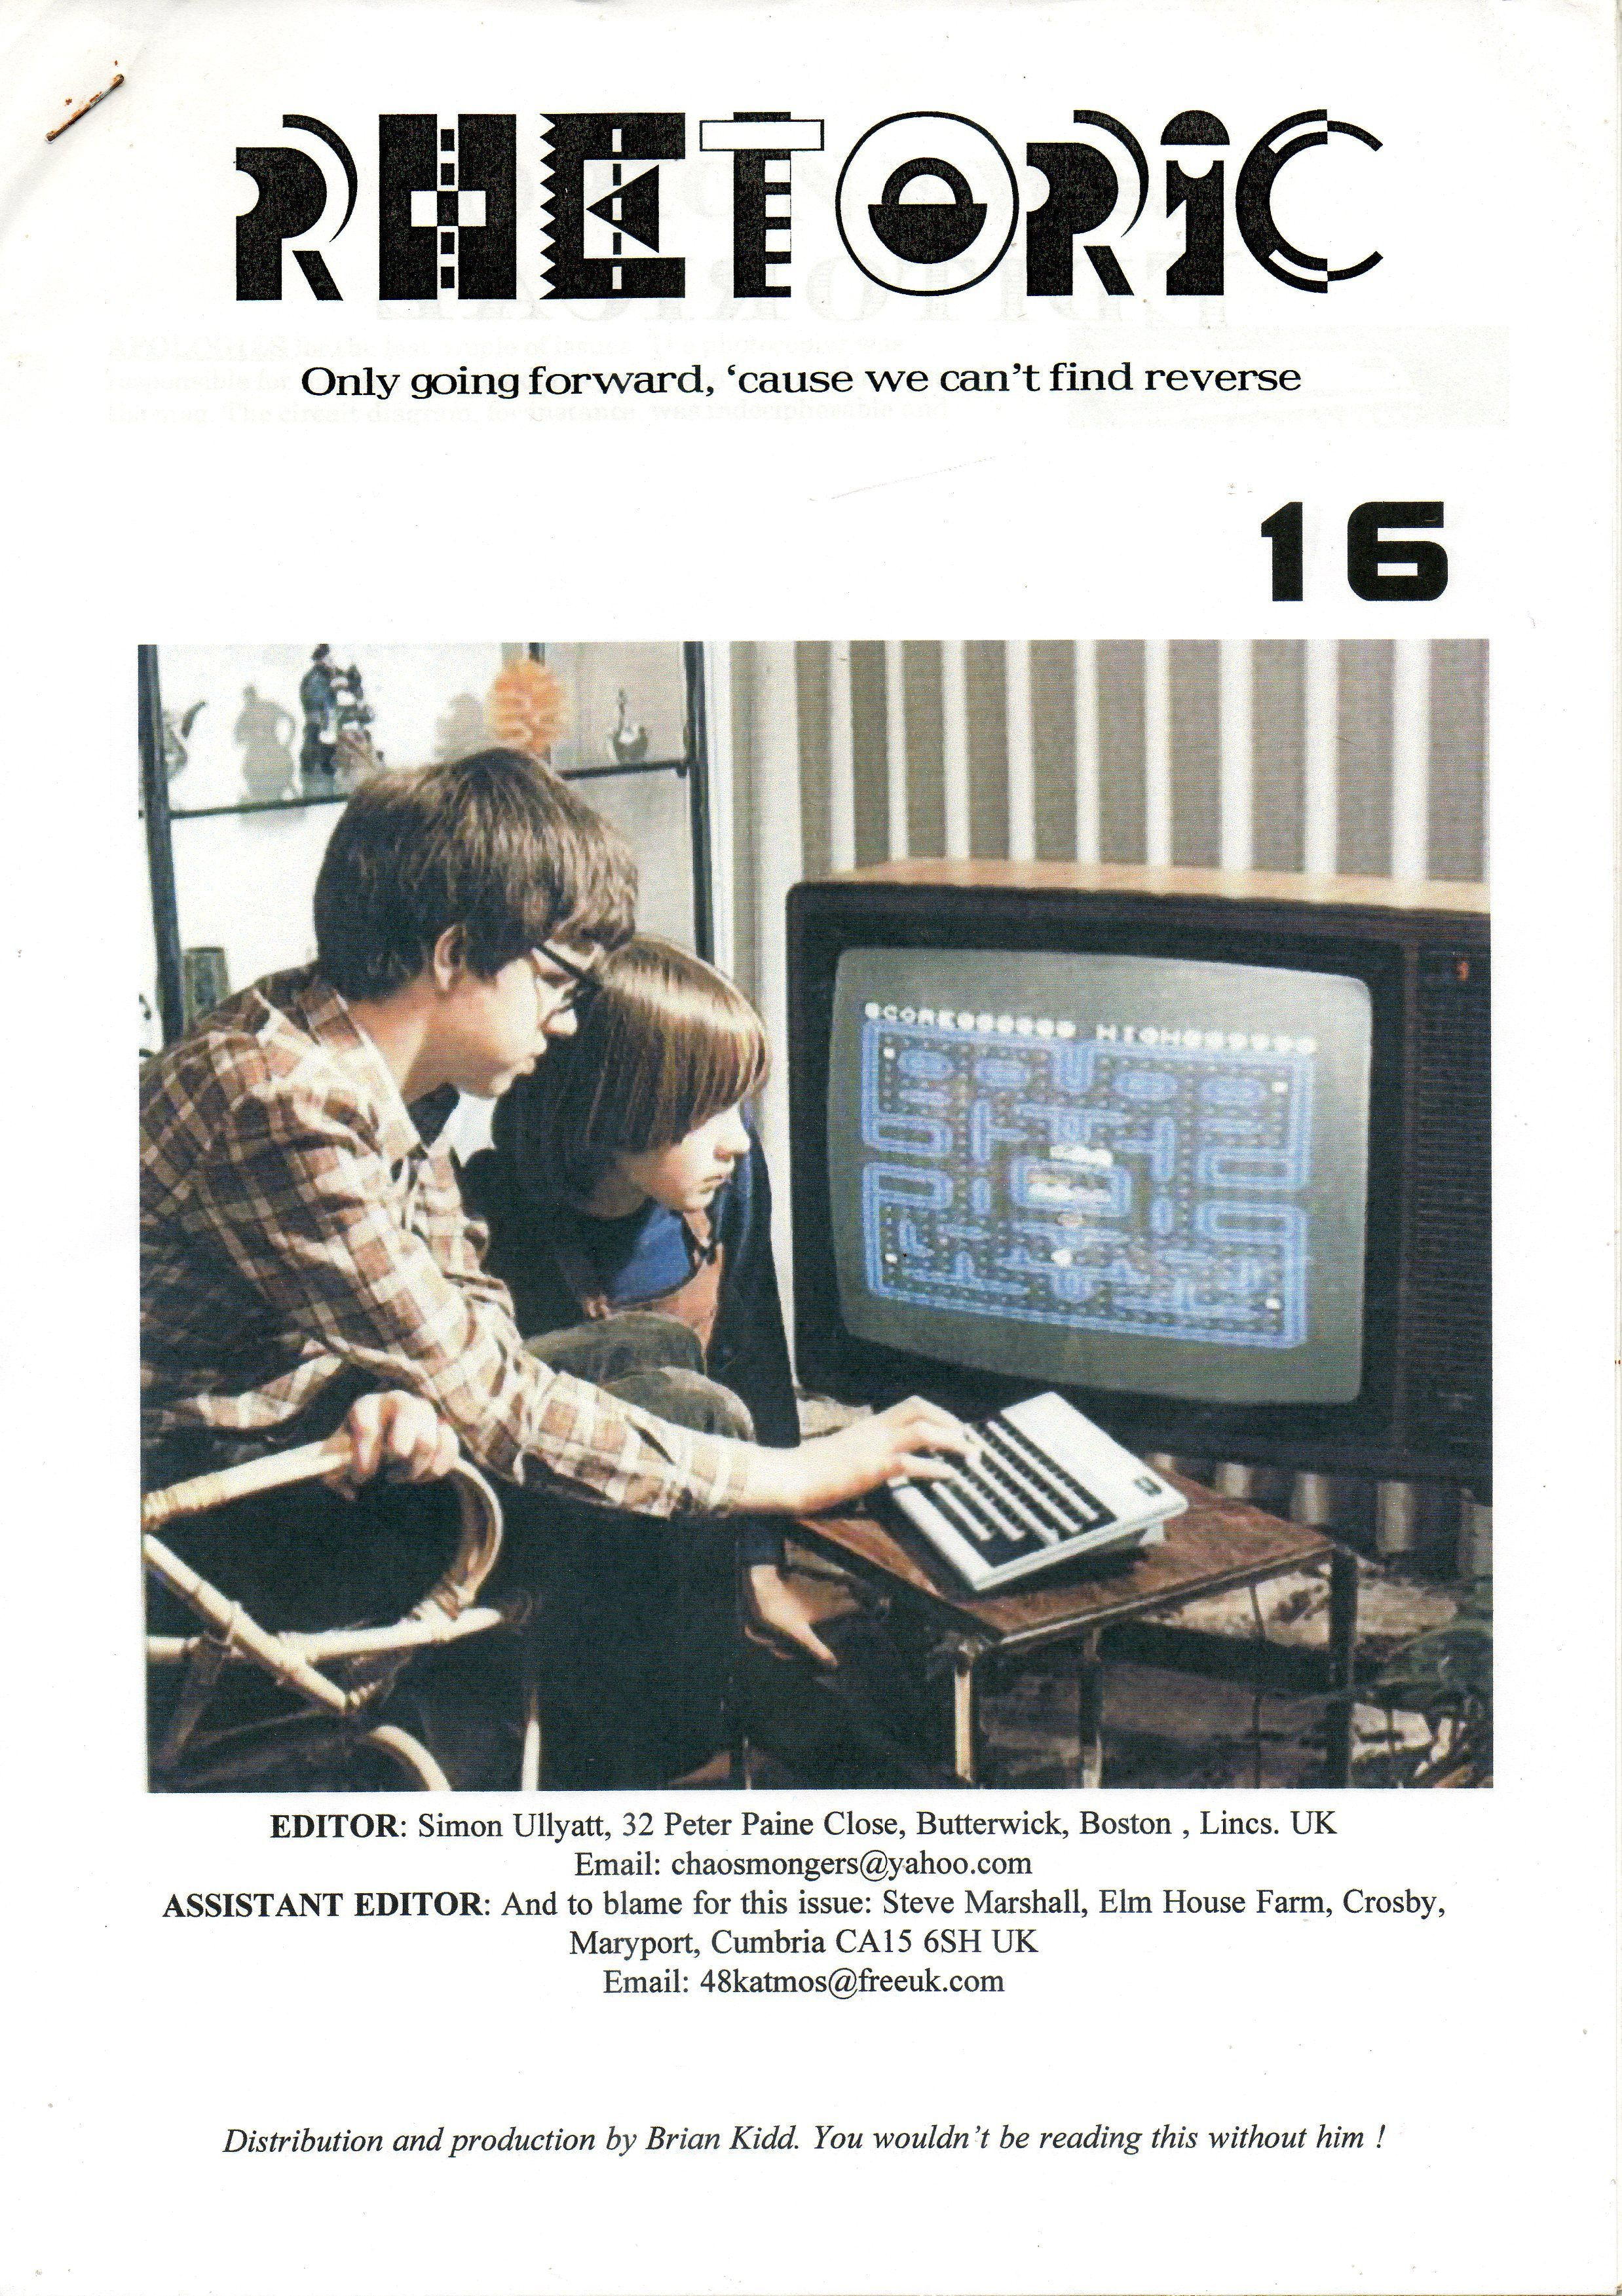 RHETORiC
Only going forward, ‘cause we can’t find reverse
16
EDITOR: Simon Ullyatt, 32 Peter Paine Close, Butterwick, Boston , Lincs. UK
Email: chaosmongers@yahoo.com
ASSISTANT EDITOR: And to blame for this issue: Steve Marshall, Elm House Farm, Crosby,
Maryport, Cumbria CA15 6SH UK
Email: 48katmos@freeuk.com
Distribution and production by Brian Kidd. You wouldn’t be reading this without him !